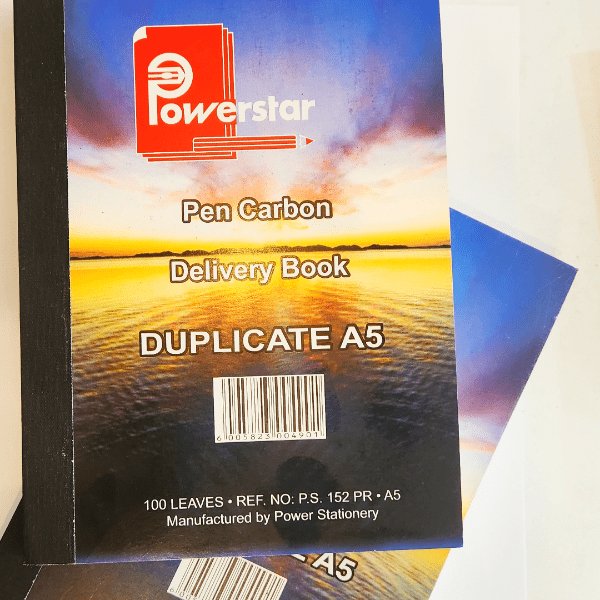 Powerstar
Pen Carbon
Delivery Book
DUPLICATE A5
6 005823 004901
100 LEAVES • REF. NO: P.S. 152 PR • A5
Manufactured by Power Stationery
TE A5